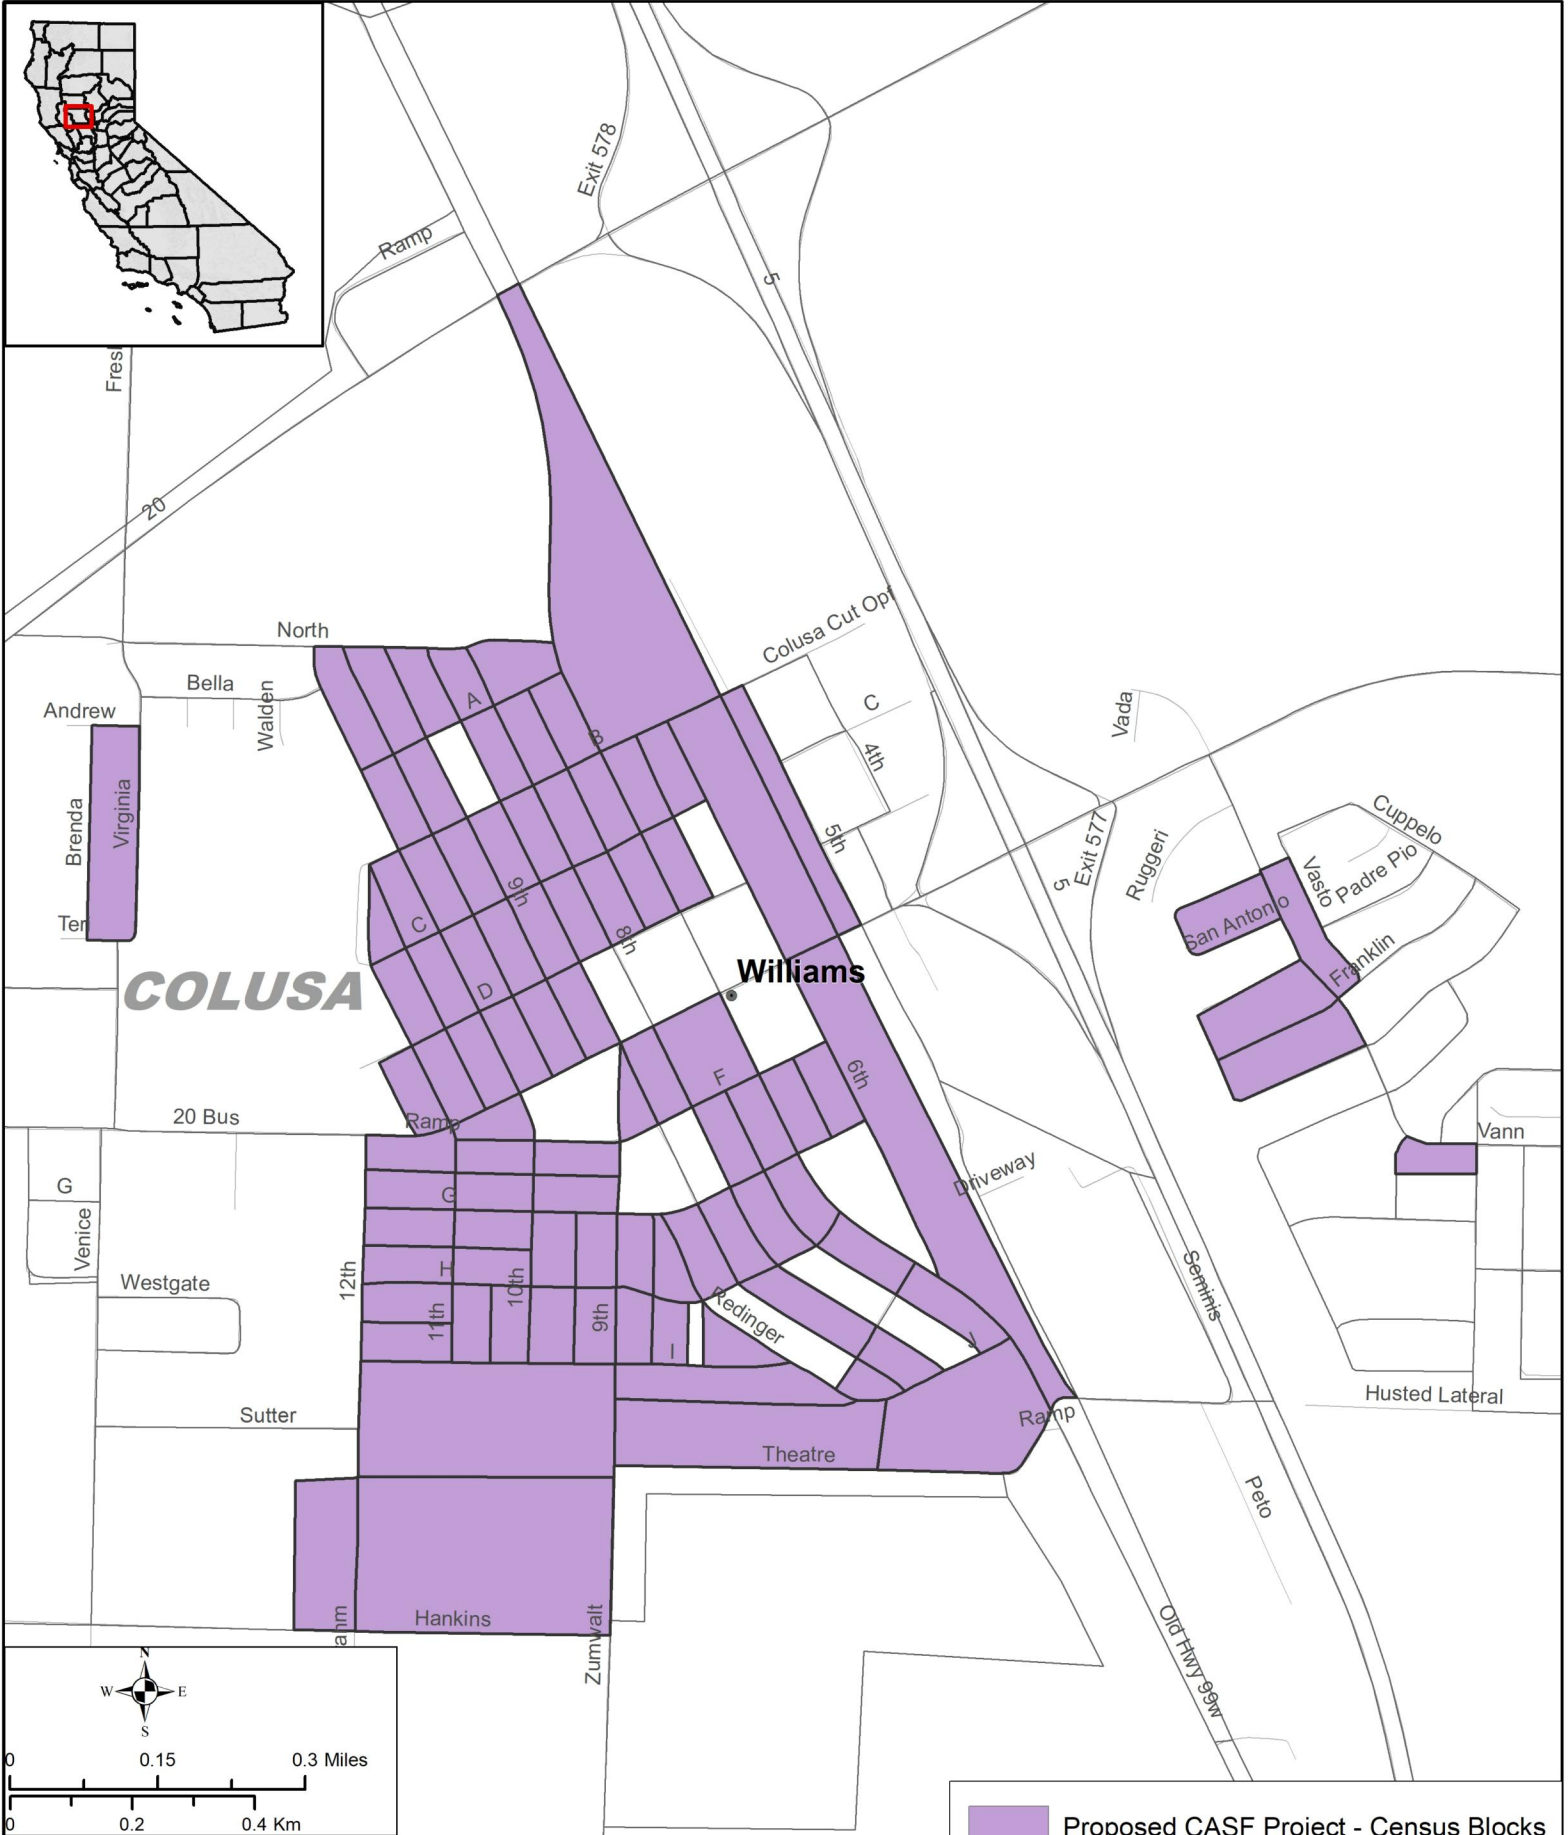 Exit 578
Ramp
5
Fres
20
North
Colusa Cut Opf
Bella
Walden
Andrew
A
B
C
4th
Vada
Brenda
Virginia
5th
Exit 577
5
Ruggeri
Cuppelo
Vasto
Padre Pio
San Antonio
Franklin
Ter
C
9th
8th
D
COLUSA
Williams
F
6th
20 Bus
Ramp
Vann
Driveway
G
G
Venice
Westgate
12th
10th
11th
9th
I
Redinger
J
Seminis
Husted Lateral
Sutter
Ramp
Theatre
Peto
Hankins
Zumwalt
Old Hwy 99w
N
W E
S
0 0.15 0.3 Miles
0 0.2 0.4 Km
Proposed CASF Project - Census Blocks